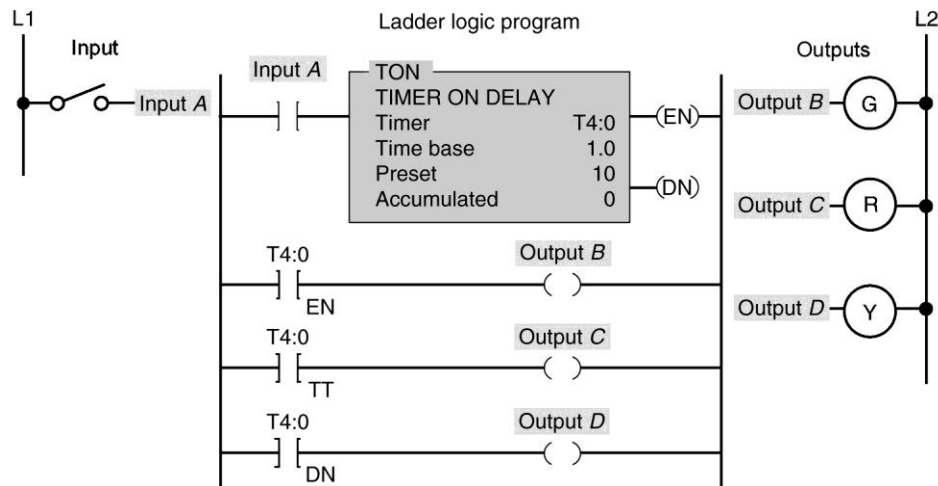 Ladder logic program
L1
L2
Input
Outputs
Input A
Input A
TON
TIMER ON DELAY
Timer T4:0
Time base 1.0
Preset 10
Accumulated 0
(EN)
(DN)
Output B G
Output C R
Output D Y
T4:0
EN
Output B
T4:0
TT
Output C
T4:0
DN
Output D